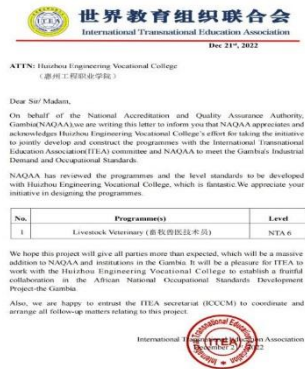 世界教育组织联合会
International Transnational Education Association
Dec 21st, 2022
ATTN: Huizhou Engineering Vocational College
（惠州工程职业学院）
Dear Sir/ Madam,
On behalf of the National Accreditation and Quality Assurance Authority,
Gambia(NAQAA),we are writing this letter to inform you that NAQAA appreciates and
acknowledges Huizhou Engineering Vocational College's effort for taking the initiative
to jointly develop and construct the programmes with the International Transnational
Education Association(ITEA) committee and NAQAA to meet the Gambia's Industrial
Demand and Occupational Standards.
NAQAA has reviewed the programmes and the level standards to be developed
with Huizhou Engineering Vocational College, which is fantastic.We appreciate your
initiative in designing the programmes.
No. Programme(s) Level
1 Livestock Veterinary (畜牧兽医技术员) NTA 6
We hope this project will give all parties more than expected, which will be a massive
addition to NAQAA and institutions in the Gambia. It will be a pleasure for ITEA to
work with the Huizhou Engineering Vocational College to establish a fruitful
collaboration in the African National Occupational Standards Development
Project-the Gambia.
Also, we are happy to entrust the ITEA secretariat (ICCCM) to coordinate and
arrange all follow-up matters relating to this project.
International Transnational Education Association
December 21st, 2022
ITEA